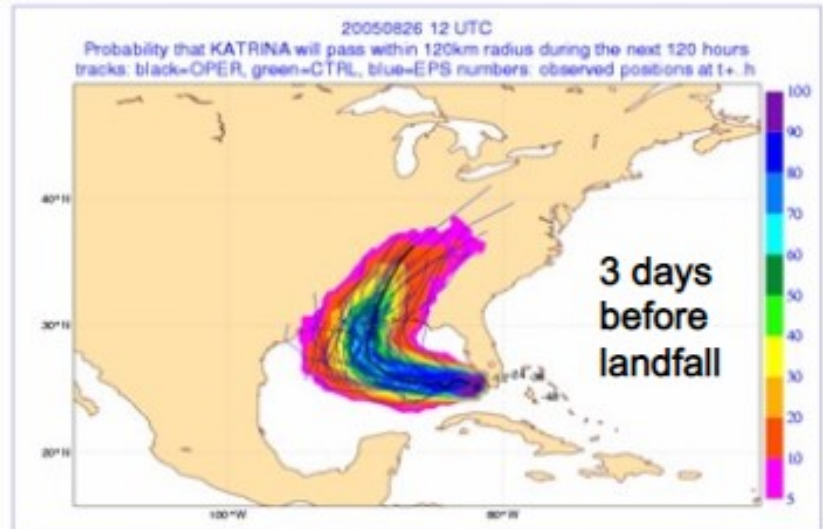 20050826 12 UTC
Probability that KATRINA will pass within 120km radius during the next 120 hours
tracks: black=OPER, green=CTRL, blue=EPS numbers: observed positions at t+..h
100
90
80
70
60
50
40
30
20
10
5
40°N
30°N
20°N
100°W
80°W
3 days
before
landfall